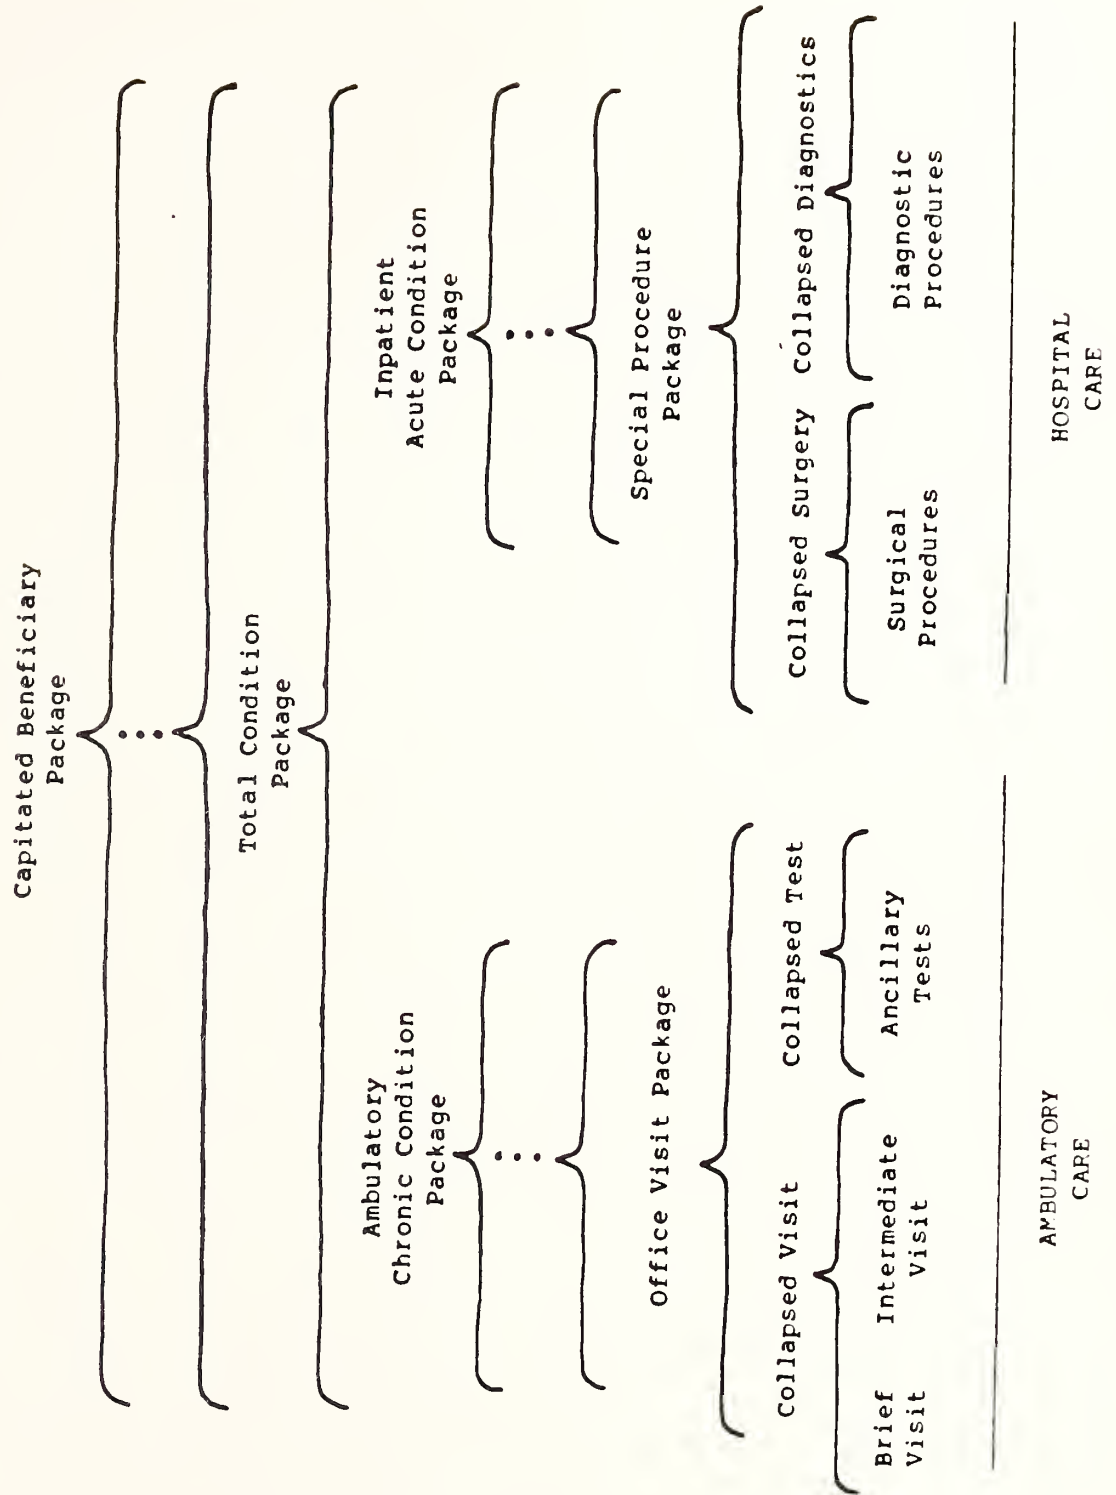 Capitated Beneficiary
Package
Total Condition
Package
Ambulatory
Chronic Condition
Package
Inpatient
Acute Condition
Package
Office Visit Package
Special Procedure
Package
Collapsed Visit
Collapsed Test
Collapsed Surgery
Collapsed Diagnostics
Brief
Visit
Intermediate
Visit
Ancillary
Tests
Surgical
Procedures
Diagnostic
Procedures
AMBULATORY
CARE
HOSPITAL
CARE